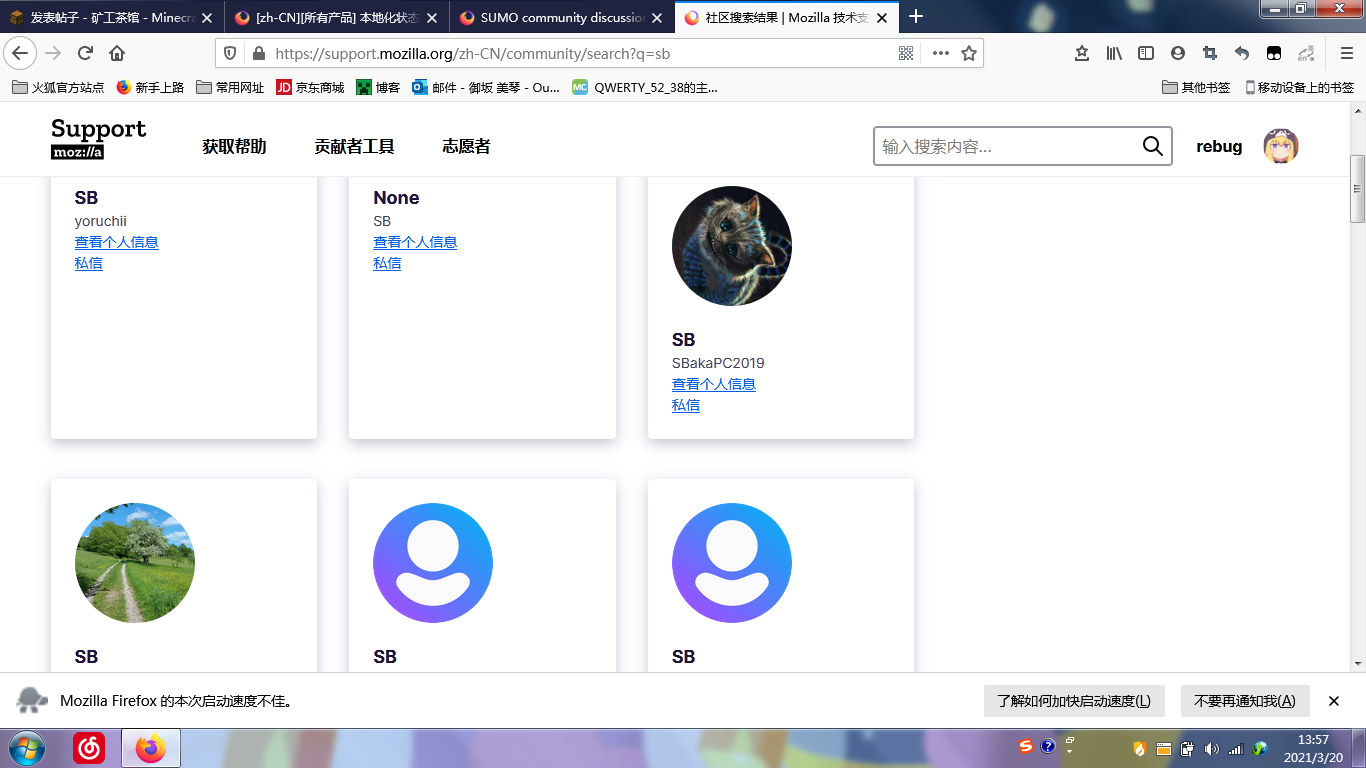 发表帖子 - 矿工茶馆 - Minecra
[zh-CN][所有产品] 本地化状态
SUMO community discussion
社区搜索结果 | Mozilla 技术支
https://support.mozilla.org/zh-CN/community/search?q=sb
火狐官方站点
新手上路
常用网址
JD 京东商城
博客
邮件 - 御坂 美琴 - Ou...
MC QWERTY_52_38的主...
其他书签
移动设备上的书签
Support
moz://a
获取帮助
贡献者工具
志愿者
输入搜索内容...
rebug
SB
yoruchii
查看个人信息
私信
None
SB
查看个人信息
私信
SB
SBakaPC2019
查看个人信息
私信
SB
SB
SB
Mozilla Firefox 的本次启动速度不佳。
了解如何加快启动速度(L)
不要再通知我(A)
13:57
2021/3/20